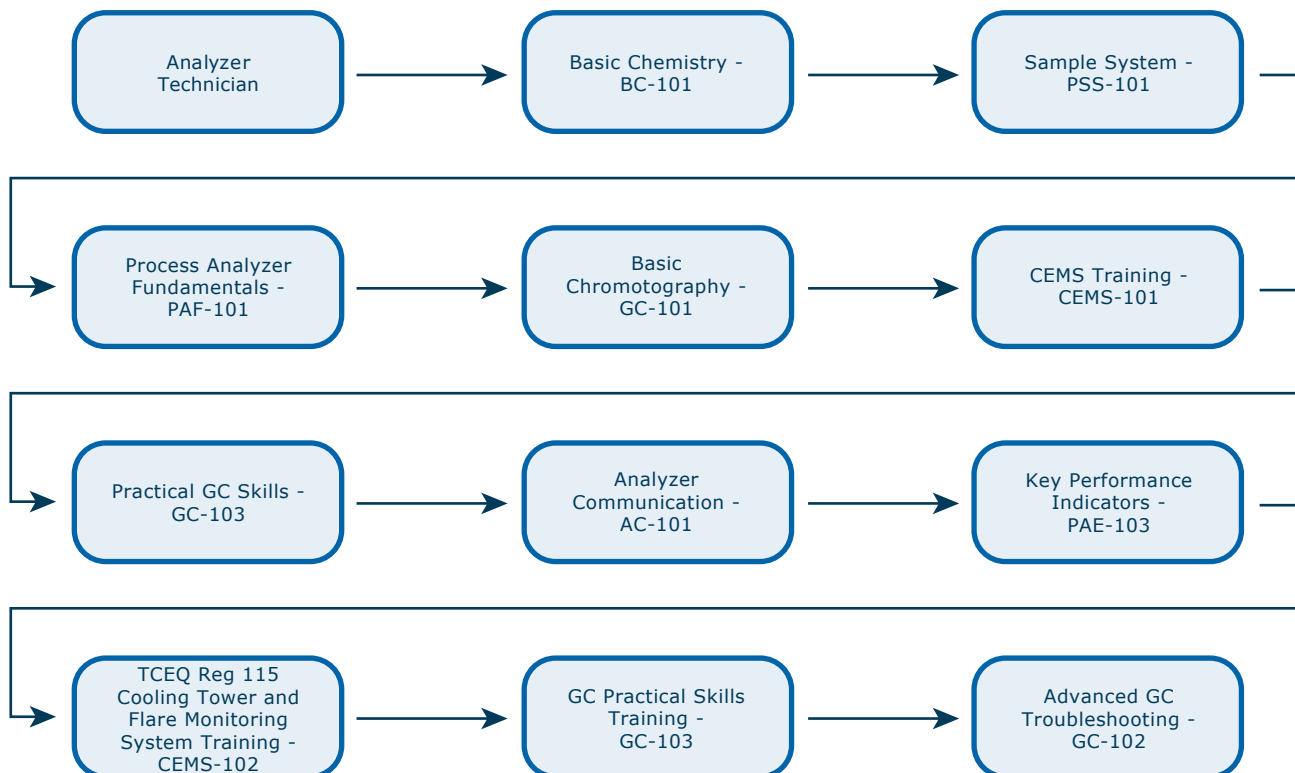 Analyzer
Technician
Basic Chemistry -
BC-101
Sample System -
PSS-101
Process Analyzer
Fundamentals -
PAF-101
Basic
Chromotography -
GC-101
CEMS Training -
CEMS-101
Practical GC Skills -
GC-103
Analyzer
Communication -
AC-101
Key Performance
Indicators -
PAE-103
TCEQ Reg 115
Cooling Tower and
Flare Monitoring
System Training -
CEMS-102
GC Practical Skills
Training -
GC-103
Advanced GC
Troubleshooting -
GC-102